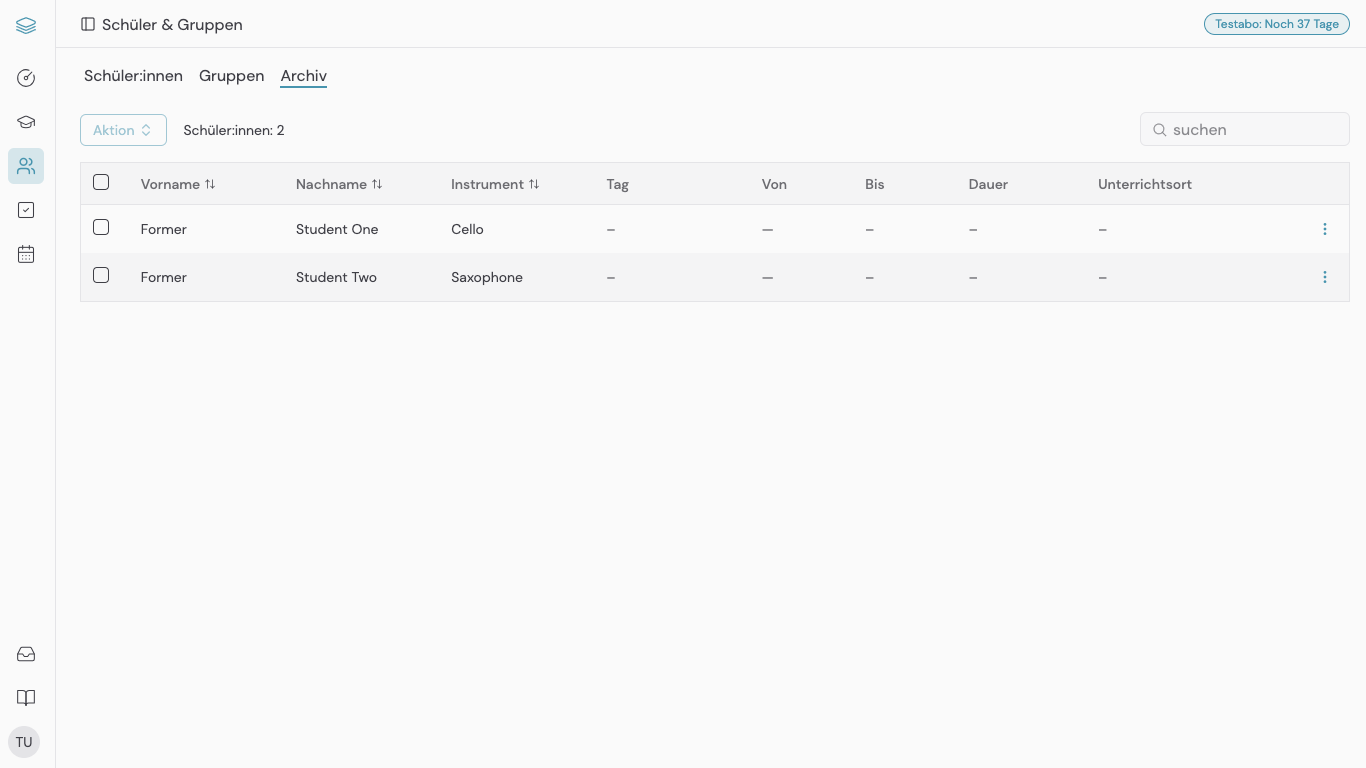 Schüler & Gruppen
Testabo: Noch 37 Tage
Schüler:innen Gruppen Archiv
Aktion Schüler:innen: 2 suchen
Vorname Nachname Instrument Tag Von Bis Dauer Unterrichtsort
Former Student One Cello – — – – –
Former Student Two Saxophone – — – – –
TU